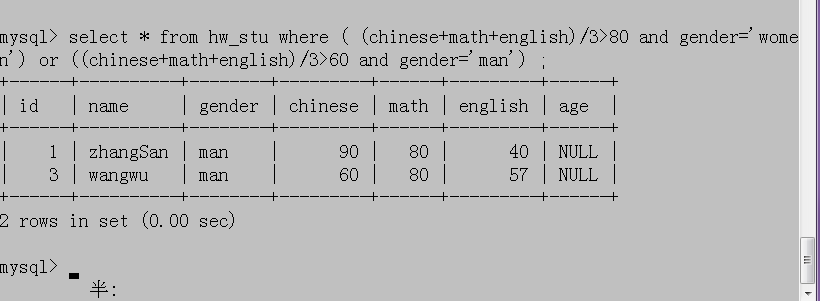 mysql> select * from hw_stu where ( (chinese+math+english)/3>80 and gender='wome
n') or ((chinese+math+english)/3>60 and gender='man') ;
+------+----------+--------+---------+------+---------+------+
| id | name | gender | chinese | math | english | age |
+------+----------+--------+---------+------+---------+------+
| 1 | zhangSan | man | 90 | 80 | 40 | NULL |
| 3 | wangwu | man | 60 | 80 | 57 | NULL |
+------+----------+--------+---------+------+---------+------+
2 rows in set (0.00 sec)
mysql>
半: